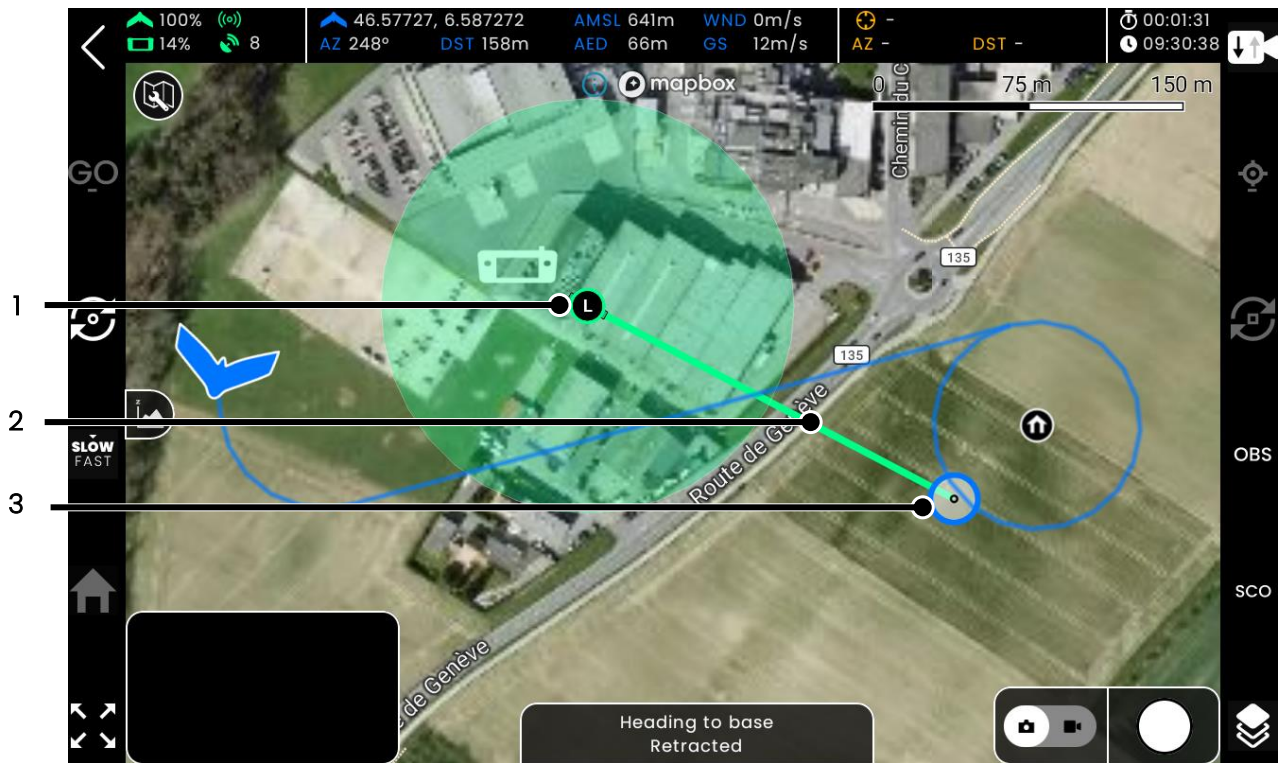 100%
14%
8
46.57727, 6.587272
AZ 248°
DST 158m
AMSL 641m
AED 66m
WND 0m/s
GS 12m/s
-
AZ -
DST -
00:01:31
09:30:38
mapbox
0 75 m 150 m
Chemin du C
GO
135
1
L
135
2
SLOW
FAST
Route de Genève
OBS
3
SCO
e de Genève
Heading to base
Retracted